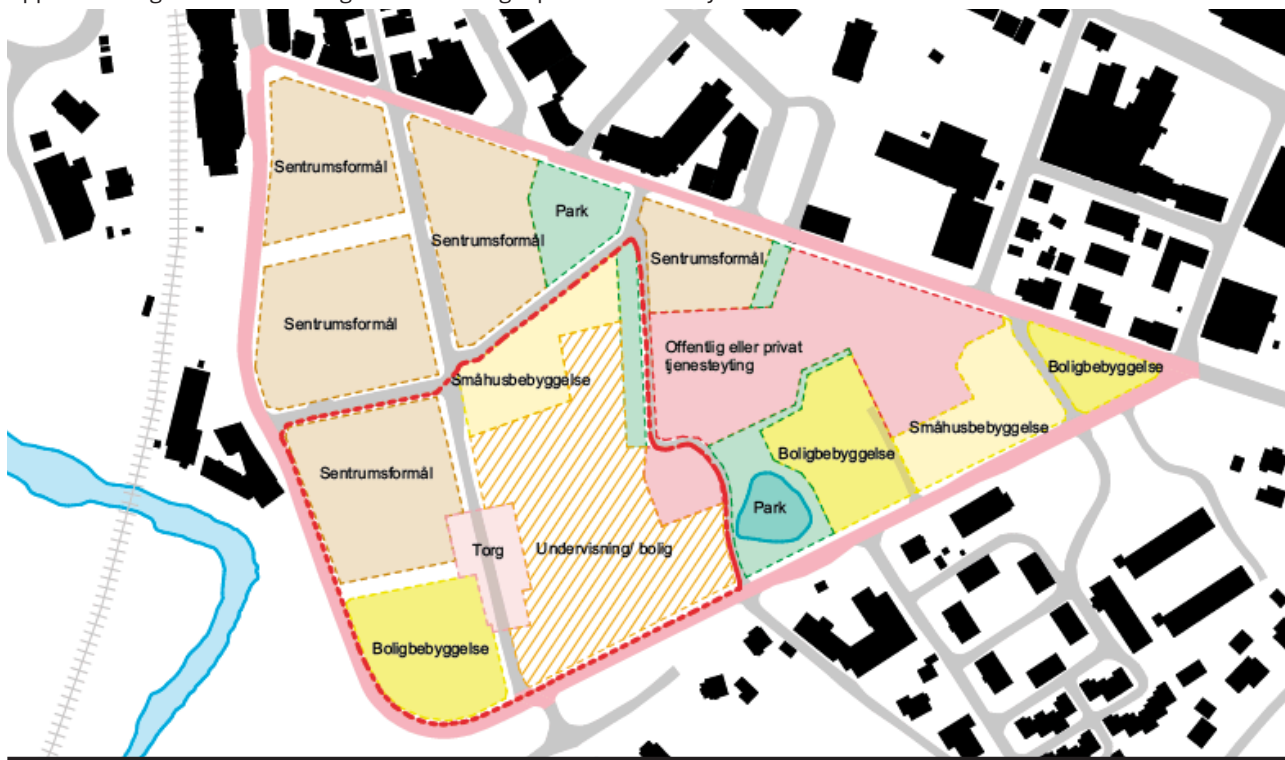 Sentrumsformål
Park
Sentrumsformål
Sentrumsformål
Sentrumsformål
Offentlig eller privat
tjenesteyting
Boligbebyggelse
Småhusbebyggelse
Småhusbebyggelse
Boligbebyggelse
Sentrumsformål
Park
Torg
Undervisning/ bolig
Boligbebyggelse